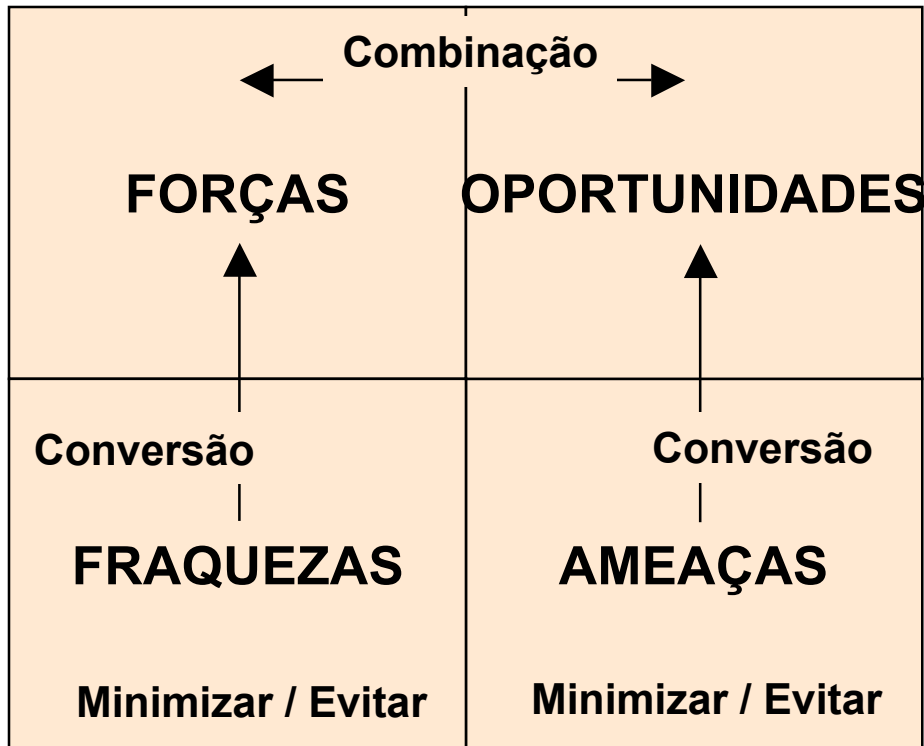 Combinação
FORÇAS
OPORTUNIDADES
Conversão
Conversão
FRAQUEZAS
AMEAÇAS
Minimizar / Evitar
Minimizar / Evitar